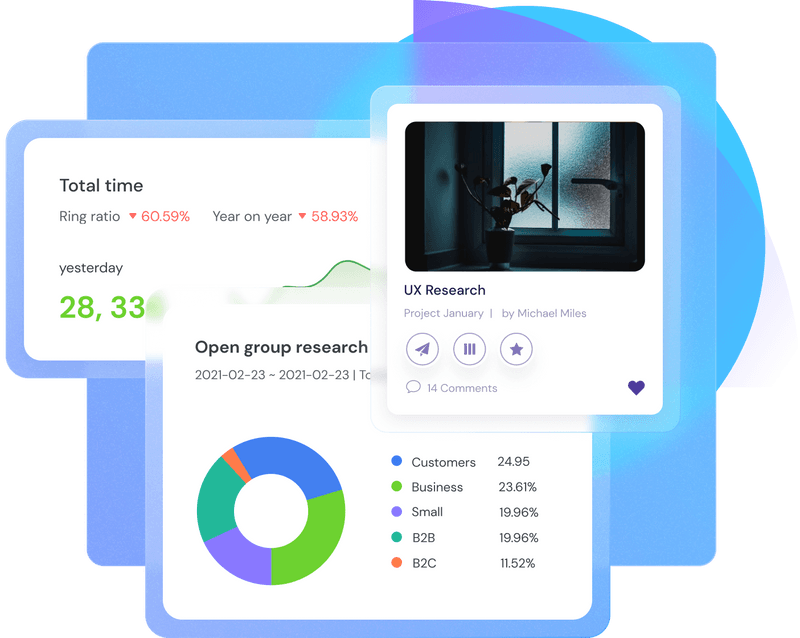 Total time
Ring ratio 60.59% Year on year 58.93%
yesterday
28, 33
UX Research
Project January | by Michael Miles
14 Comments
Open group research
2021-02-23 ~ 2021-02-23 | To
Customers 24.95
Business 23.61%
Small 19.96%
B2B 19.96%
B2C 11.52%